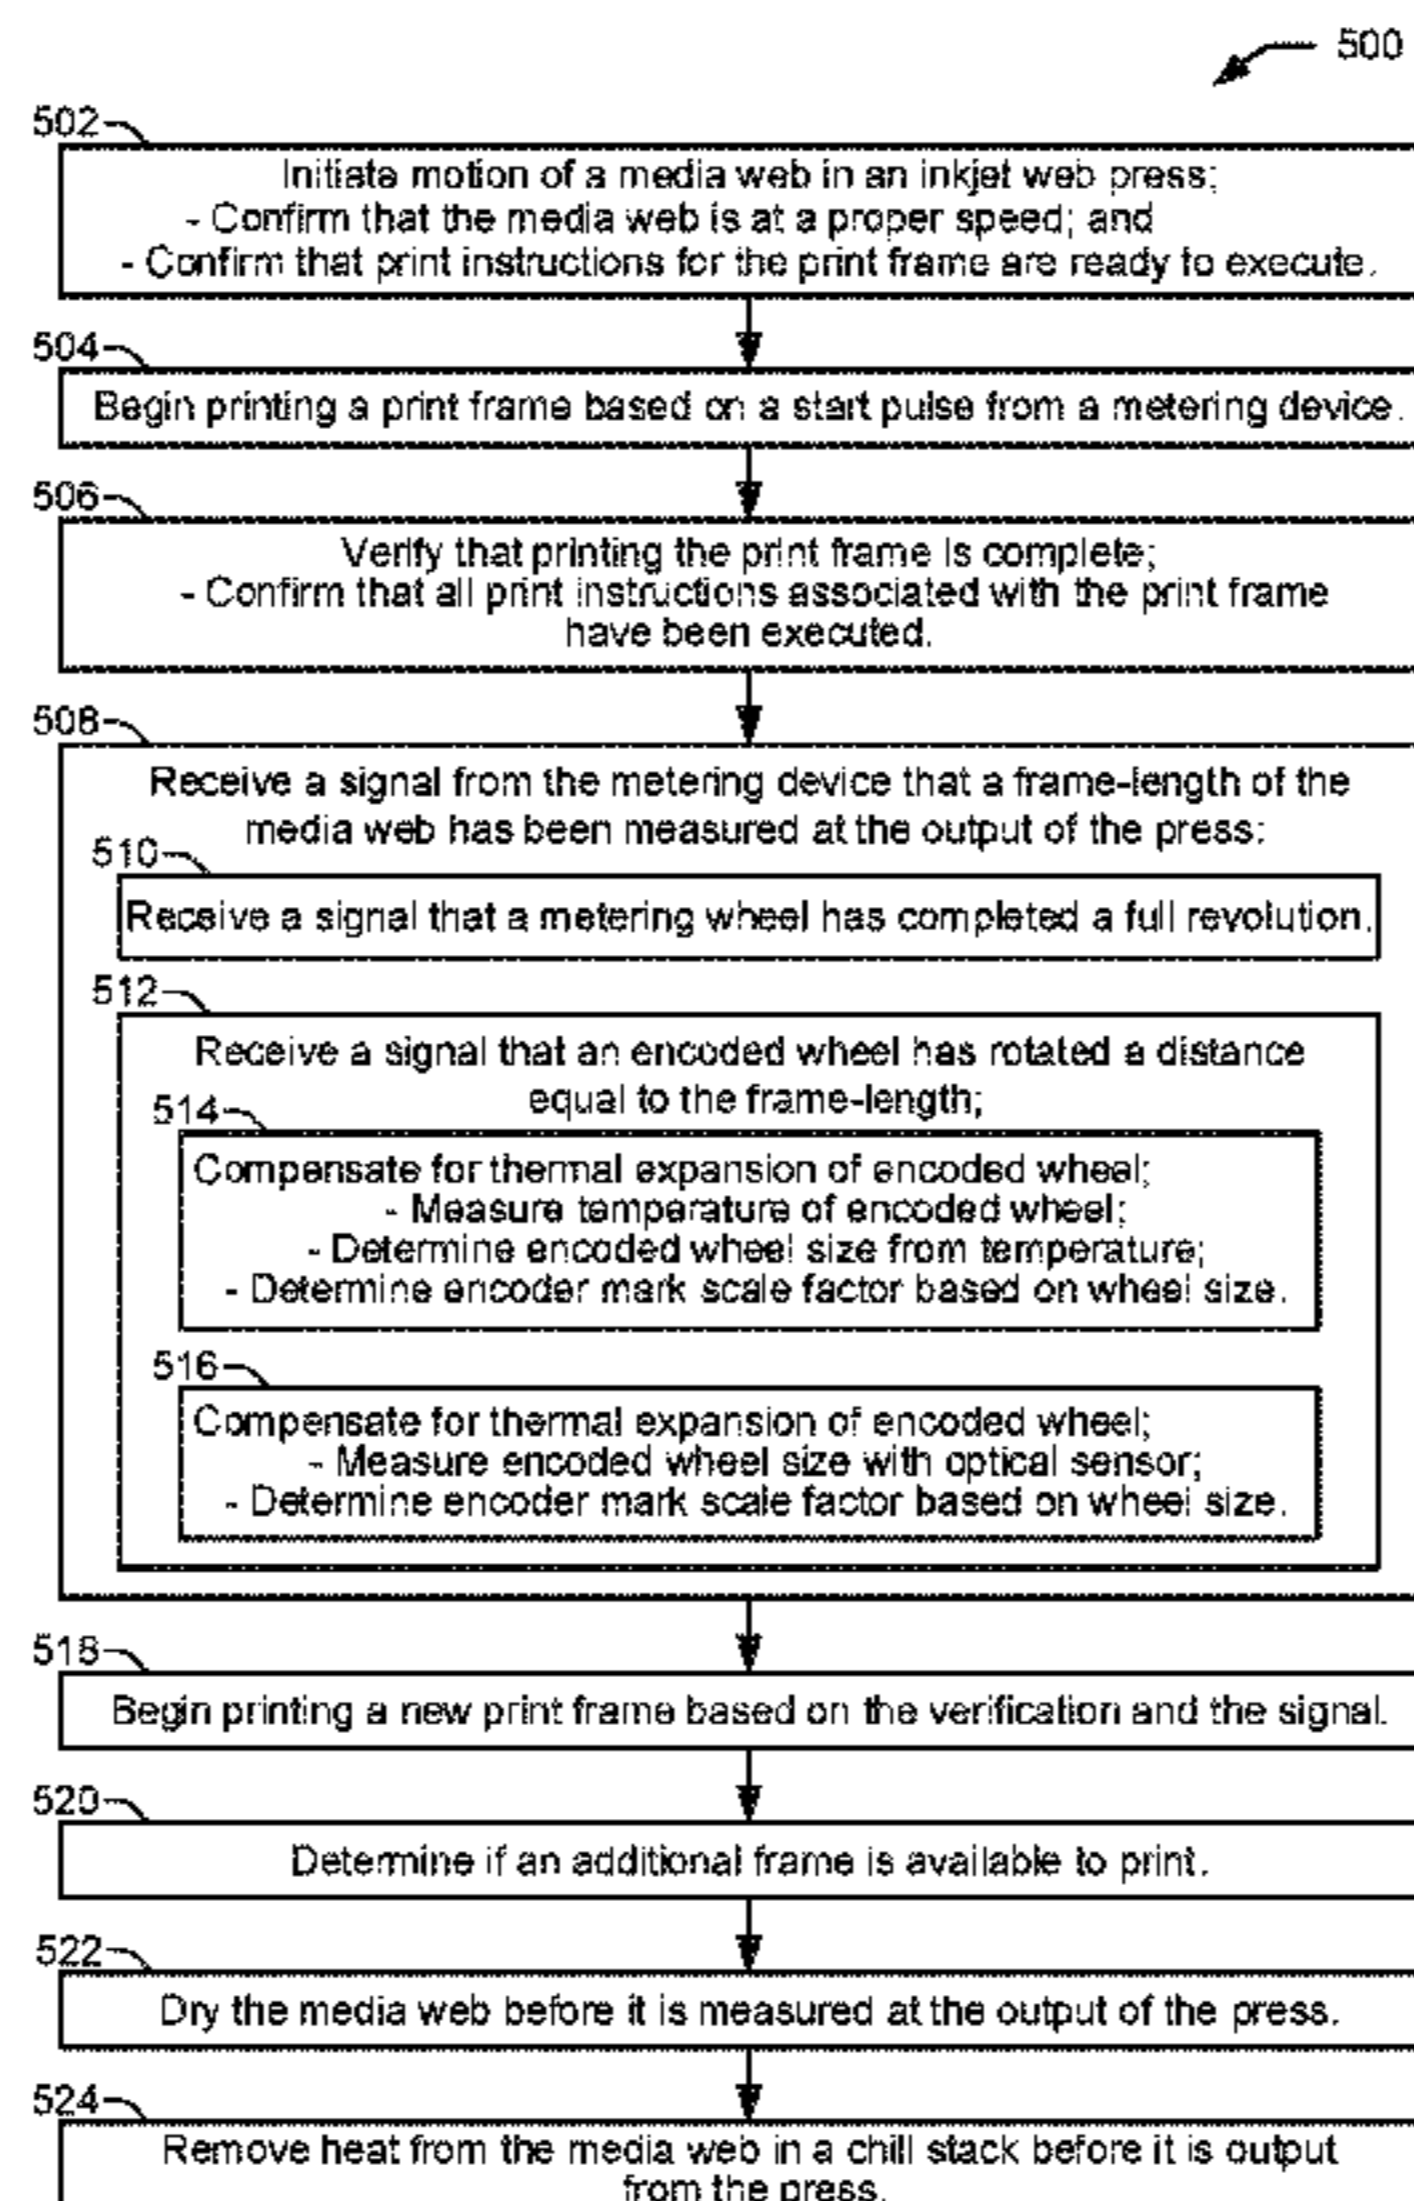 500
502
Initiate motion of a media web in an inkjet web press;
- Confirm that the media web is at a proper speed; and
- Confirm that print instructions for the print frame are ready to execute.
504
Begin printing a print frame based on a start pulse from a metering device.
506
Verify that printing the print frame is complete;
- Confirm that all print instructions associated with the print frame
have been executed.
508
Receive a signal from the metering device that a frame-length of the
media web has been measured at the output of the press:
510
Receive a signal that a metering wheel has completed a full revolution.
512
Receive a signal that an encoded wheel has rotated a distance
equal to the frame-length;
514
Compensate for thermal expansion of encoded wheel;
- Measure temperature of encoded wheel;
- Determine encoded wheel size from temperature;
- Determine encoder mark scale factor based on wheel size.
516
Compensate for thermal expansion of encoded wheel;
- Measure encoded wheel size with optical sensor;
- Determine encoder mark scale factor based on wheel size.
518
Begin printing a new print frame based on the verification and the signal.
520
Determine if an additional frame is available to print.
522
Dry the media web before it is measured at the output of the press.
524
Remove heat from the media web in a chill stack before it is output
from the press.